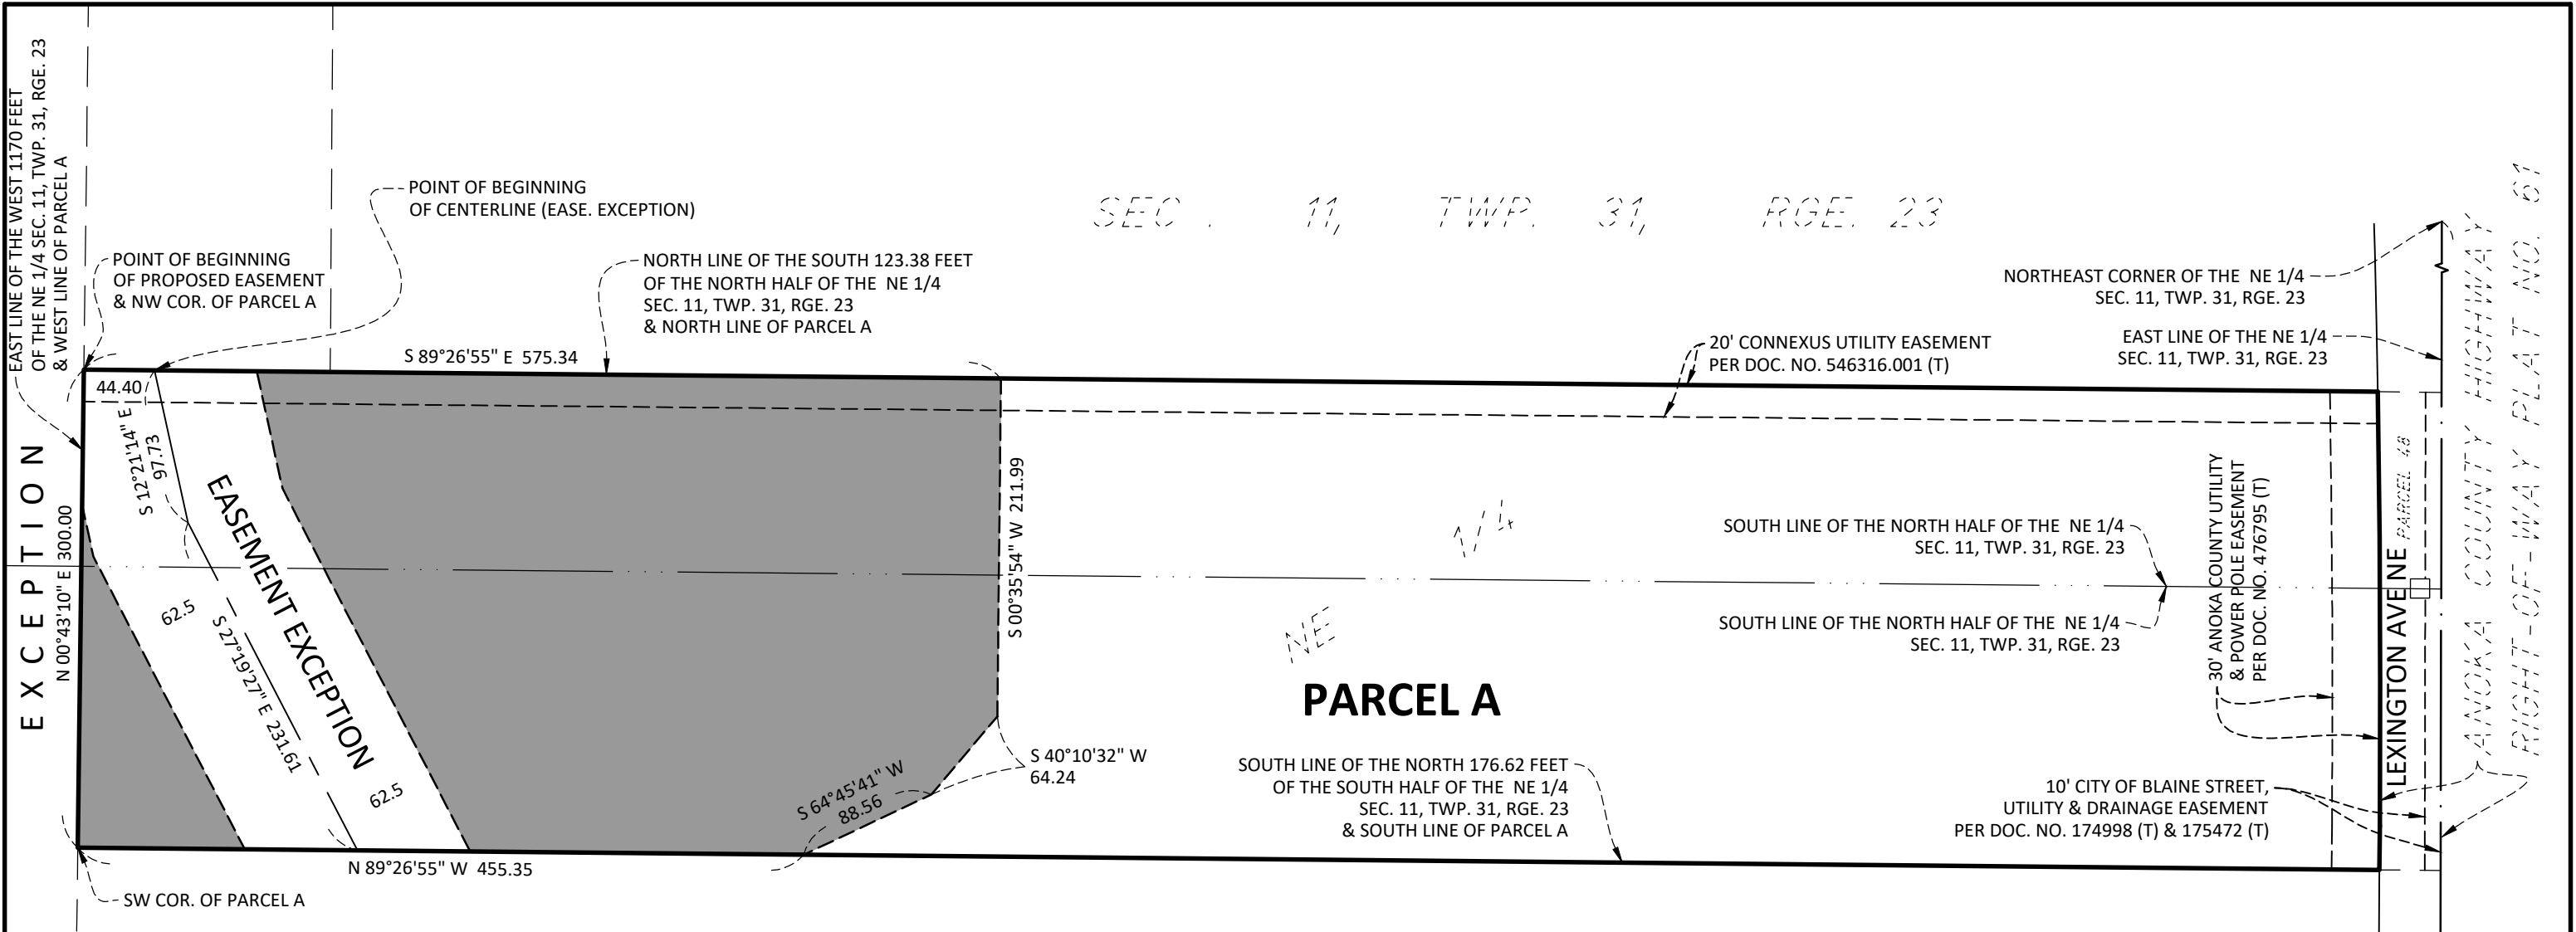 EAST LINE OF THE WEST 1170 FEET
OF THE NE 1/4 SEC. 11, TWP. 31, RGE. 23
& WEST LINE OF PARCEL A
POINT OF BEGINNING
OF CENTERLINE (EASE. EXCEPTION)
SEC. 11, TWP. 31, RGE. 23
POINT OF BEGINNING
OF PROPOSED EASEMENT
& NW COR. OF PARCEL A
NORTH LINE OF THE SOUTH 123.38 FEET
OF THE NORTH HALF OF THE NE 1/4
SEC. 11, TWP. 31, RGE. 23
& NORTH LINE OF PARCEL A
NORTHEAST CORNER OF THE NE 1/4
SEC. 11, TWP. 31, RGE. 23
EAST LINE OF THE NE 1/4
SEC. 11, TWP. 31, RGE. 23
20' CONNEXUS UTILITY EASEMENT
PER DOC. NO. 546316.001 (T)
S 89°26'55" E 575.34
44.40
S 12°21'14" E
97.73
EXCEPTION
N 00°43'10" E 300.00
EASEMENT EXCEPTION
62.5
S 27°19'27" E 231.61
62.5
S 00°35'54" W 211.99
1/4
NE
SOUTH LINE OF THE NORTH HALF OF THE NE 1/4
SEC. 11, TWP. 31, RGE. 23
SOUTH LINE OF THE NORTH HALF OF THE NE 1/4
SEC. 11, TWP. 31, RGE. 23
PARCEL A
30' ANOKA COUNTY UTILITY
& POWER POLE EASEMENT
PER DOC. NO. 476795 (T)
LEXINGTON AVE NE
PARCEL 48
ANOKA COUNTY HIGHWAY
RIGHT-OF-WAY PLAT NO. 61
S 40°10'32" W
64.24
S 64°45'41" W
88.56
SOUTH LINE OF THE NORTH 176.62 FEET
OF THE SOUTH HALF OF THE NE 1/4
SEC. 11, TWP. 31, RGE. 23
& SOUTH LINE OF PARCEL A
10' CITY OF BLAINE STREET,
UTILITY & DRAINAGE EASEMENT
PER DOC. NO. 174998 (T) & 175472 (T)
N 89°26'55" W 455.35
SW COR. OF PARCEL A